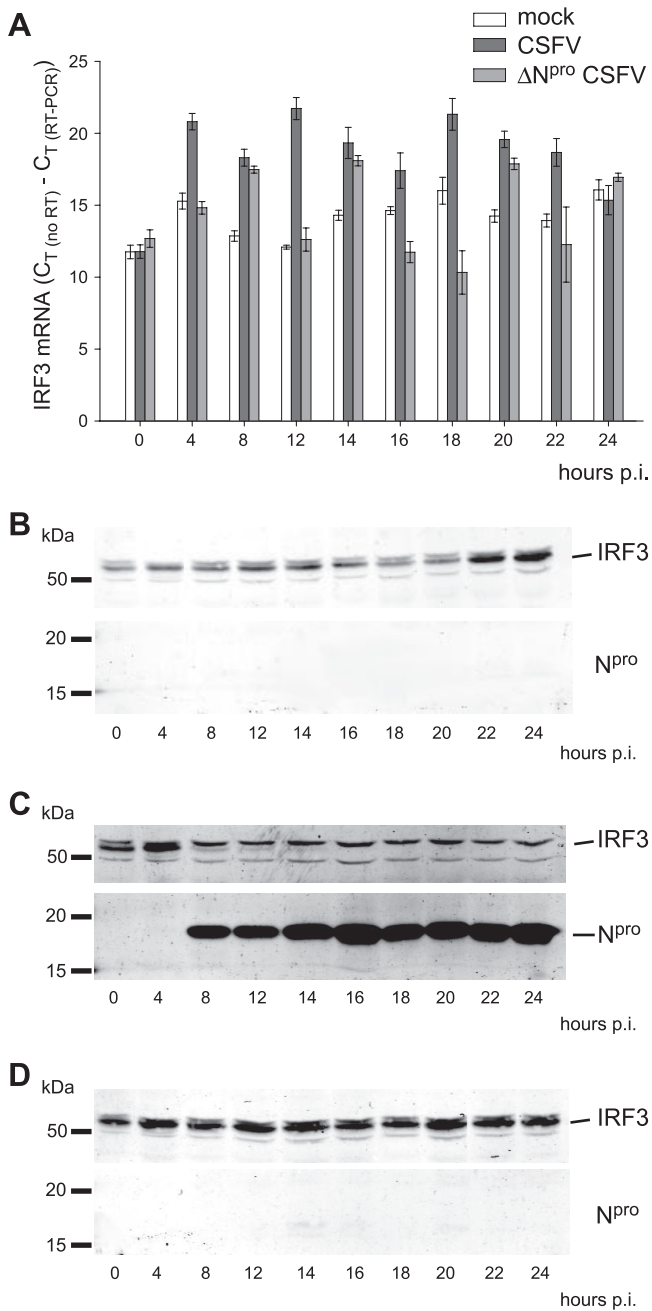 A
mock
CSFV
ΔNpro CSFV
IRF3 mRNA (CT (no RT) - CT (RT-PCR))
25
20
15
10
5
0
0 4 8 12 14 16 18 20 22 24
hours p.i.
B
kDa
IRF3
50
20
Npro
15
0 4 8 12 14 16 18 20 22 24
hours p.i.
C
kDa
IRF3
50
20
Npro
15
0 4 8 12 14 16 18 20 22 24
hours p.i.
D
kDa
IRF3
50
20
Npro
15
0 4 8 12 14 16 18 20 22 24
hours p.i.